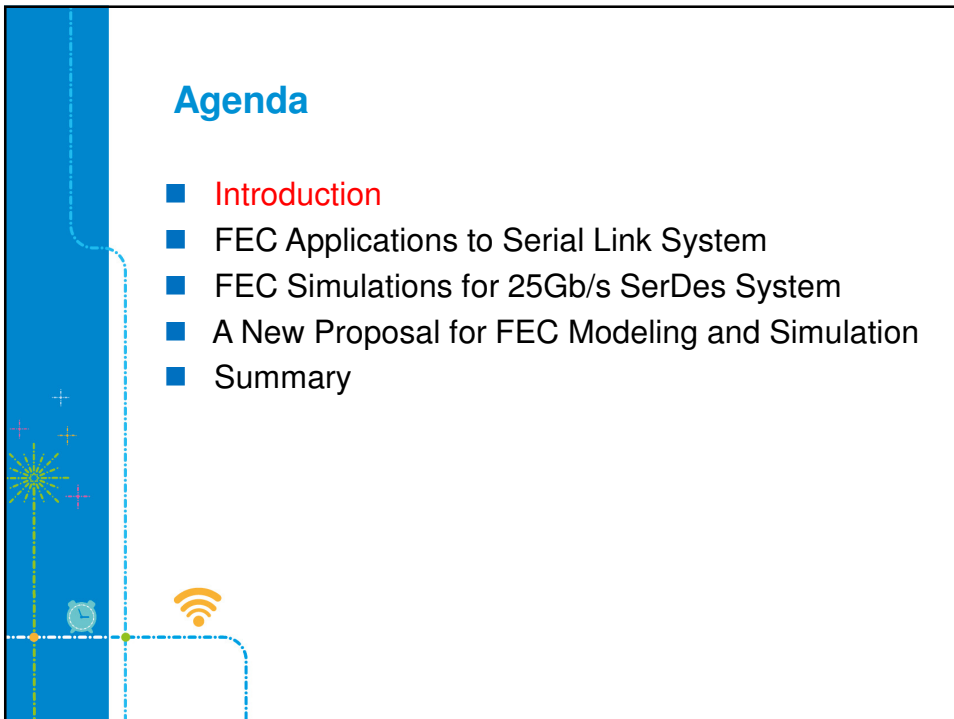 Agenda
Introduction
FEC Applications to Serial Link System
FEC Simulations for 25Gb/s SerDes System
A New Proposal for FEC Modeling and Simulation
Summary